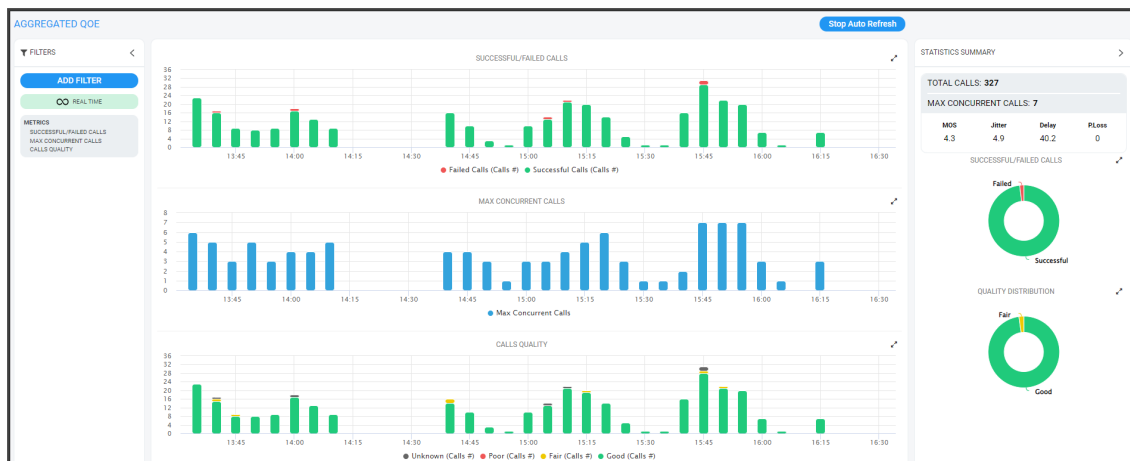 AGGREGATED QOE
Stop Auto Refresh
FILTERS
ADD FILTER
REAL TIME
METRICS
SUCCESSFUL/FAILED CALLS
MAX CONCURRENT CALLS
CALLS QUALITY
SUCCESSFUL/FAILED CALLS
36
32
28
24
20
16
12
8
4
0
13:45 14:00 14:15 14:45 15:00 15:15 15:30 15:45 16:00 16:15 16:30
Failed Calls (Calls #) Successful Calls (Calls #)
MAX CONCURRENT CALLS
8
7
6
5
4
3
2
1
0
13:45 14:00 14:15 14:45 15:00 15:15 15:30 15:45 16:00 16:15 16:30
Max Concurrent Calls
CALLS QUALITY
36
32
28
24
20
16
12
8
4
0
13:45 14:00 14:15 14:45 15:00 15:15 15:30 15:45 16:00 16:15 16:30
Unknown (Calls #) Poor (Calls #) Fair (Calls #) Good (Calls #)
STATISTICS SUMMARY
TOTAL CALLS: 327
MAX CONCURRENT CALLS: 7
MOS Jitter Delay P.Loss
4.3 4.9 40.2 0
SUCCESSFUL/FAILED CALLS
Failed
Successful
QUALITY DISTRIBUTION
Fair
Good